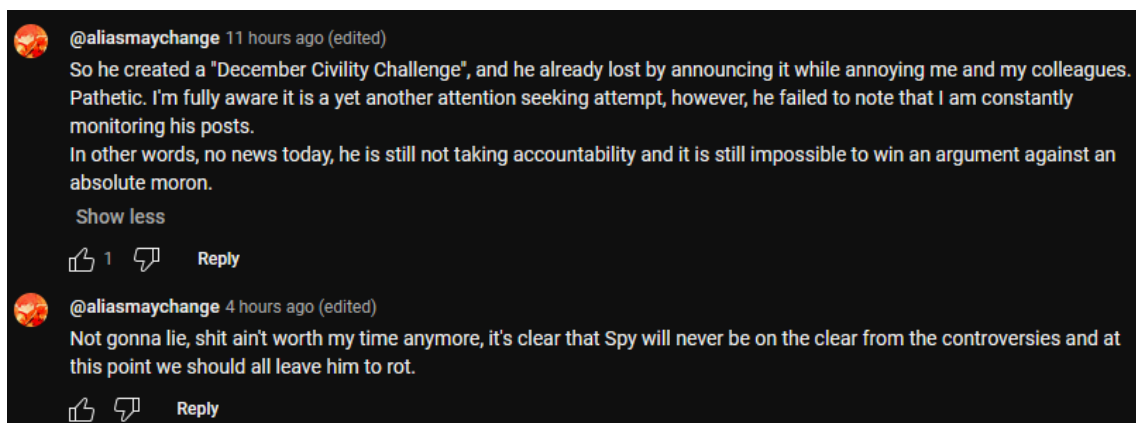 @aliasmaychange 11 hours ago (edited)
So he created a "December Civility Challenge", and he already lost by announcing it while annoying me and my colleagues.
Pathetic. I'm fully aware it is a yet another attention seeking attempt, however, he failed to note that I am constantly
monitoring his posts.
In other words, no news today, he is still not taking accountability and it is still impossible to win an argument against an
absolute moron.
Show less
1 Reply
@aliasmaychange 4 hours ago (edited)
Not gonna lie, shit ain't worth my time anymore, it's clear that Spy will never be on the clear from the controversies and at
this point we should all leave him to rot.
Reply